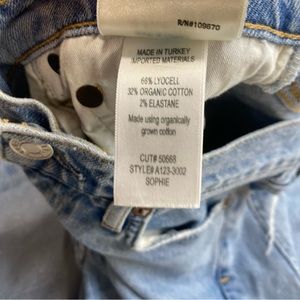 R/N#109870
MADE IN TURKEY
IMPORTED MATERIALS
66% LYOCELL
32% ORGANIC COTTON
2% ELASTANE
Made using organically
grown cotton
CUT# 50668
STYLE# A123-3002
SOPHIE